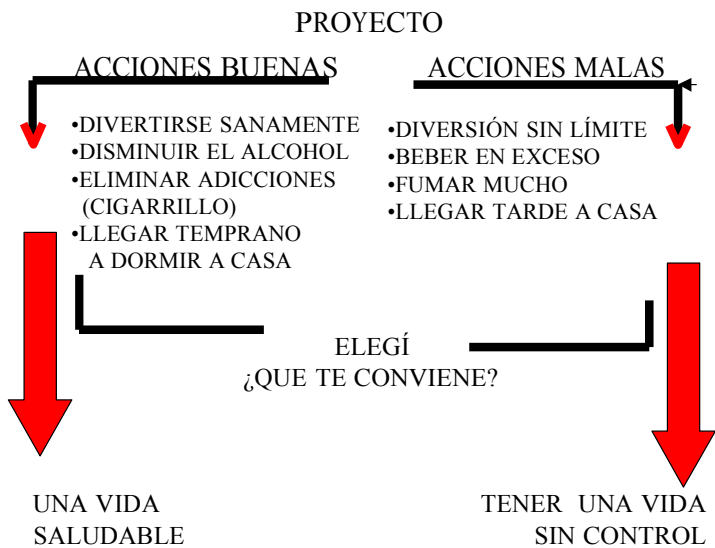 PROYECTO
ACCIONES BUENAS
•DIVERTIRSE SANAMENTE
•DISMINUIR EL ALCOHOL
•ELIMINAR ADICCIONES
(CIGARRILLO)
•LLEGAR TEMPRANO
A DORMIR A CASA
ACCIONES MALAS
•DIVERSIÓN SIN LÍMITE
•BEBER EN EXCESO
•FUMAR MUCHO
•LLEGAR TARDE A CASA
ELEGÍ
¿QUE TE CONVIENE?
UNA VIDA
SALUDABLE
TENER UNA VIDA
SIN CONTROL